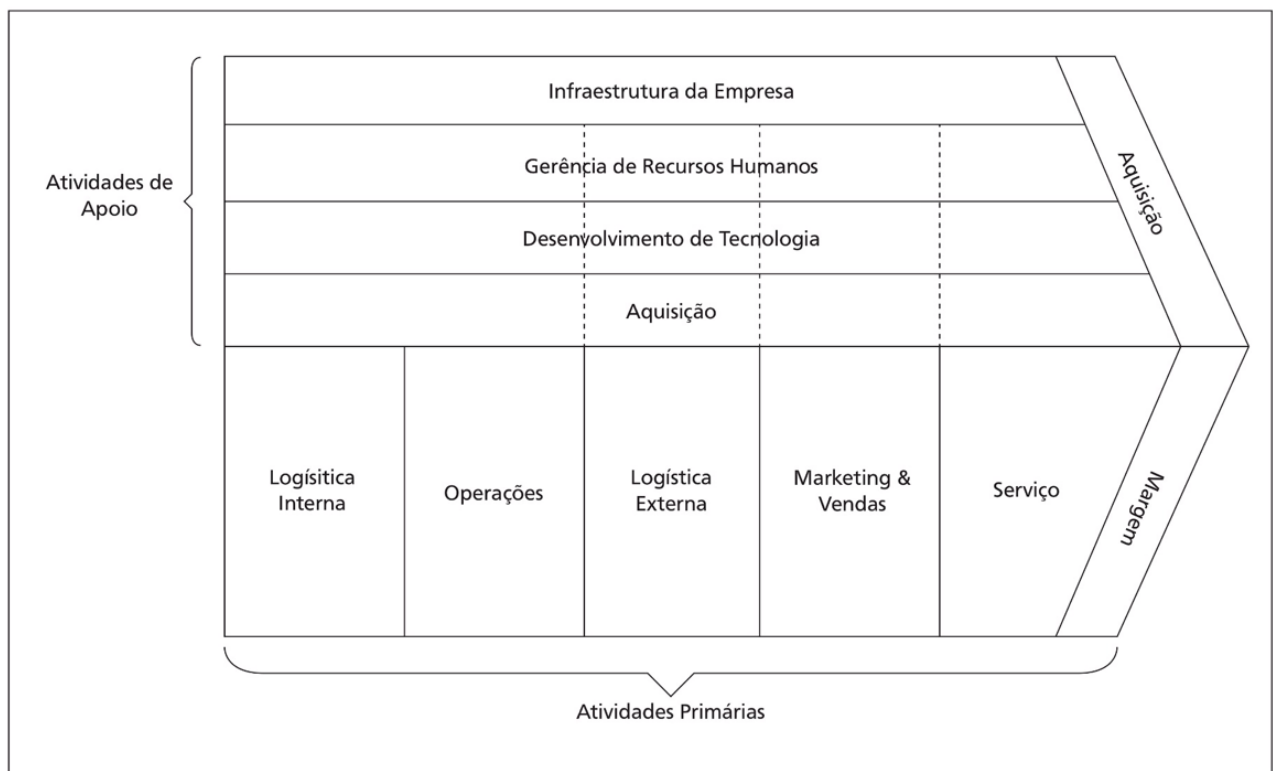 Infraestrutura da Empresa
Gerência de Recursos Humanos
Atividades de
Apoio
Desenvolvimento de Tecnologia
Aquisição
Aquisição
Logísitica
Interna
Operações
Logística
Externa
Marketing &
Vendas
Serviço
Margem
Atividades Primárias